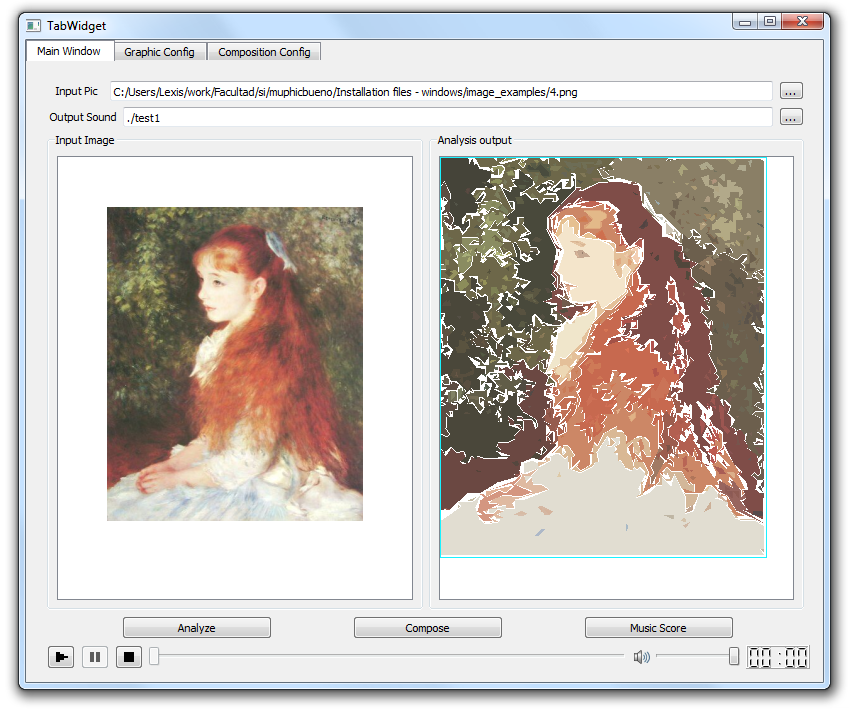 TabWidget
Main Window Graphic Config Composition Config
Input Pic C:/Users/Lexis/work/Facultad/si/muphicbueno/Installation files - windows/image_examples/4.png ...
Output Sound ./test1 ...
Input Image Analysis output
Analyze Compose Music Score
00:00